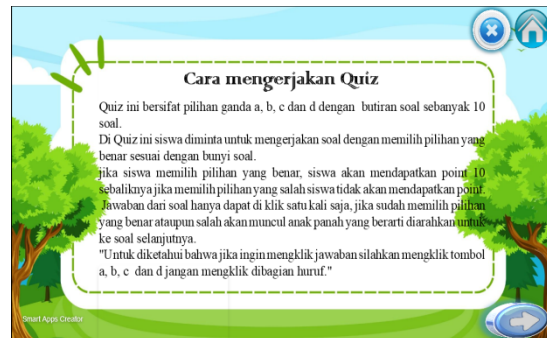 Cara mengerjakan Quiz
Quiz ini bersifat pilihan ganda a, b, c dan d dengan butiran soal sebanyak 10
soal.
Di Quiz ini siswa diminta untuk mengerjakan soal dengan memilih pilihan yang
benar sesuai dengan bunyi soal.
jika siswa memilih pilihan yang benar, siswa akan mendapatkan point 10
sebaliknya jika memilih pilihan yang salah siswa tidak akan mendapatkan point.
Jawaban dari soal hanya dapat di klik satu kali saja, jika sudah memilih pilihan
yang benar ataupun salah akan muncul anak panah yang berarti diarahkan untuk
ke soal selanjutnya.
"Untuk diketahui bahwa jika ingin mengklik jawaban silahkan mengklik tombol
a, b, c dan d jangan mengklik dibagian huruf."
Smart Apps Creator